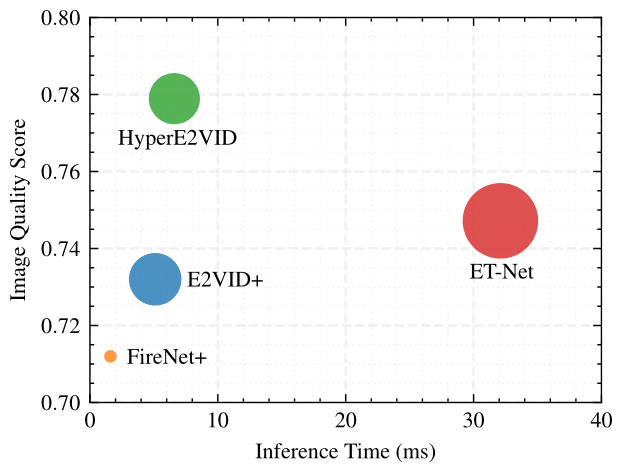 0.80
0.78
0.76
0.74
0.72
0.70
Image Quality Score
HyperE2VID
E2VID+
FireNet+
ET-Net
0
10
20
30
40
Inference Time (ms)